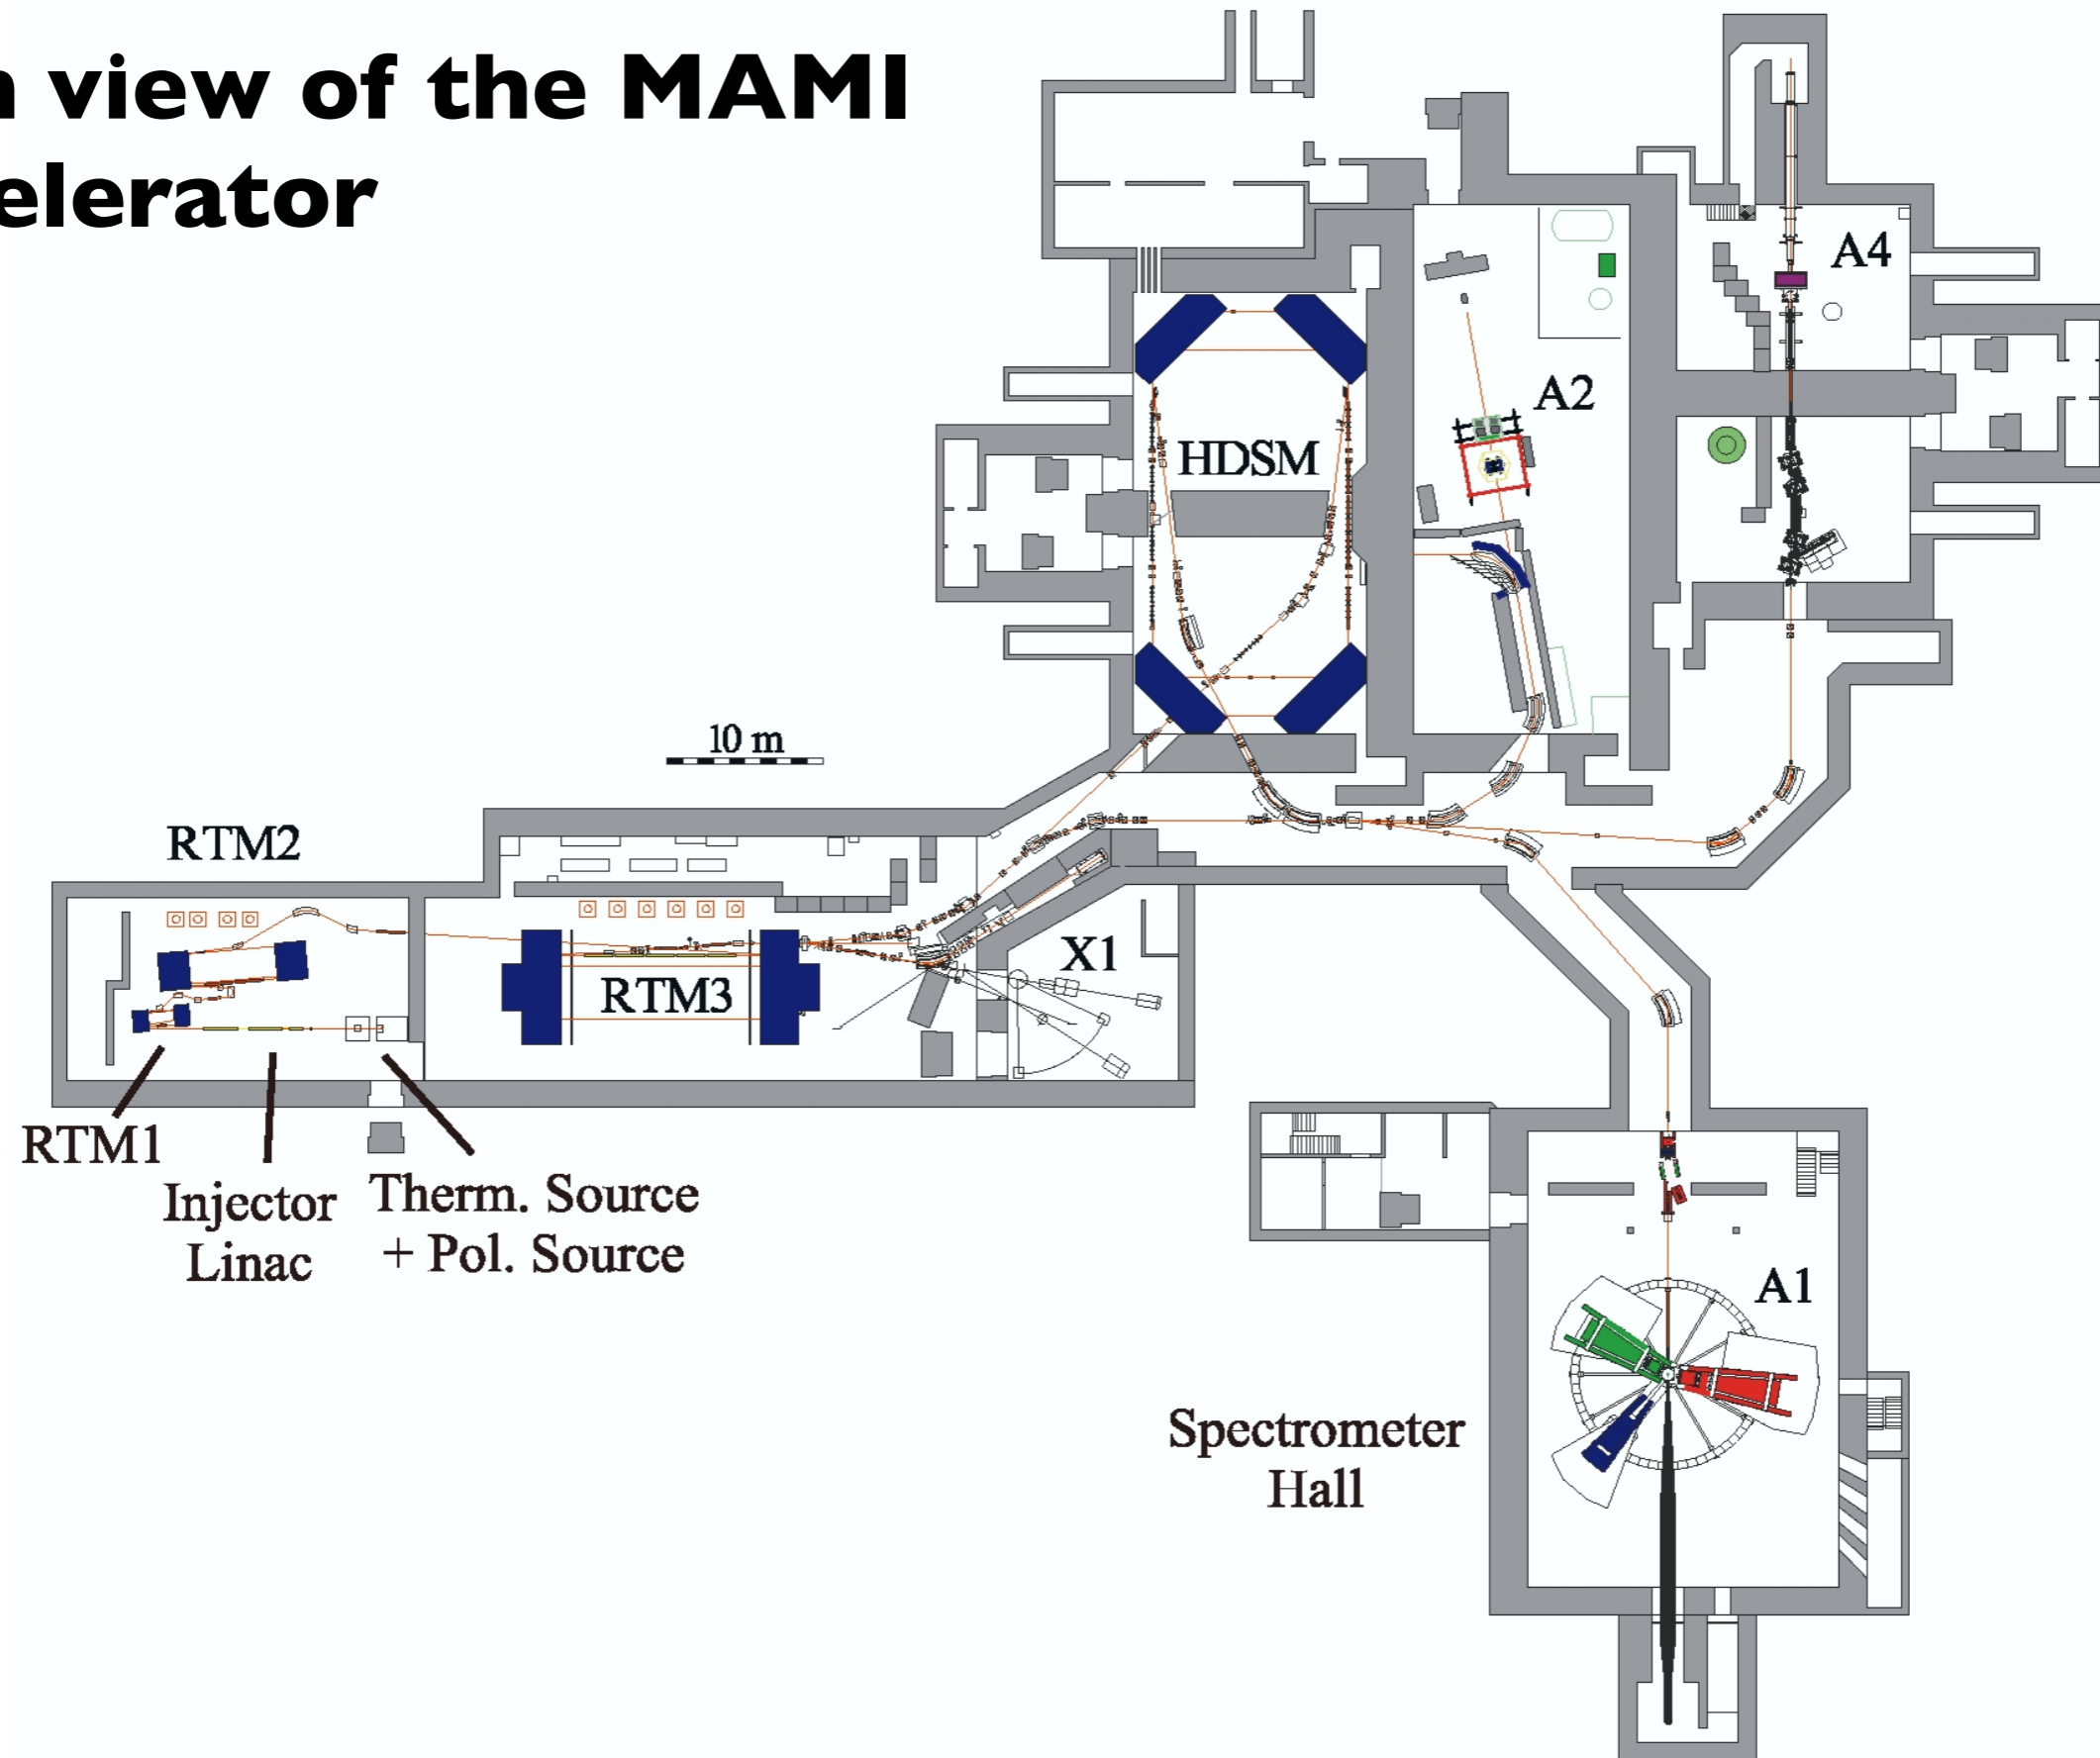 view of the MAMI
A4
A2
HDSM
10 m
RTM2
X1
RTM3
RTM1
Injector
Linac
Therm. Source
+ Pol. Source
A1
Spectrometer
Hall